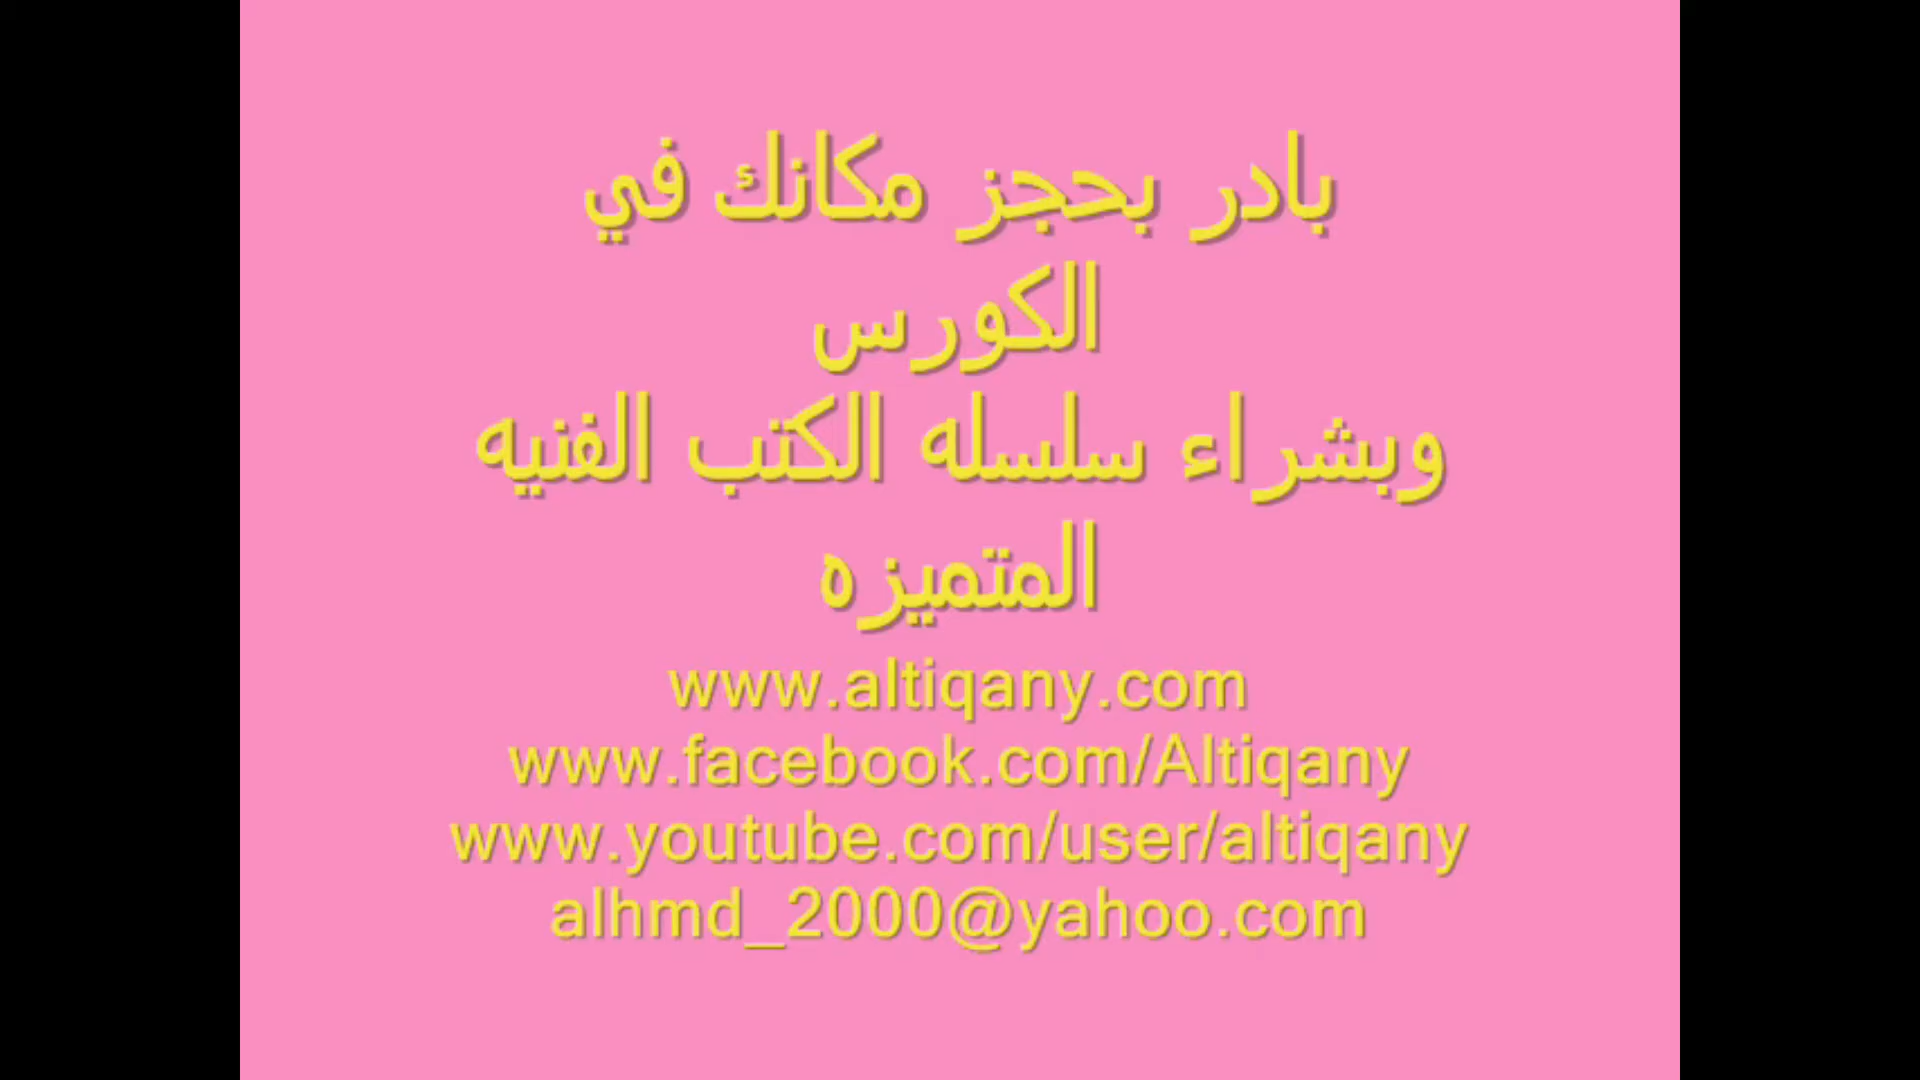 بادر بحجز مكانك في
الكورس
وبشراء سلسله الكتب الفنيه
المتميزه
www.altiqany.com
www.facebook.com/Altiqany
www.youtube.com/user/altiqany
alhmd_2000@yahoo.com